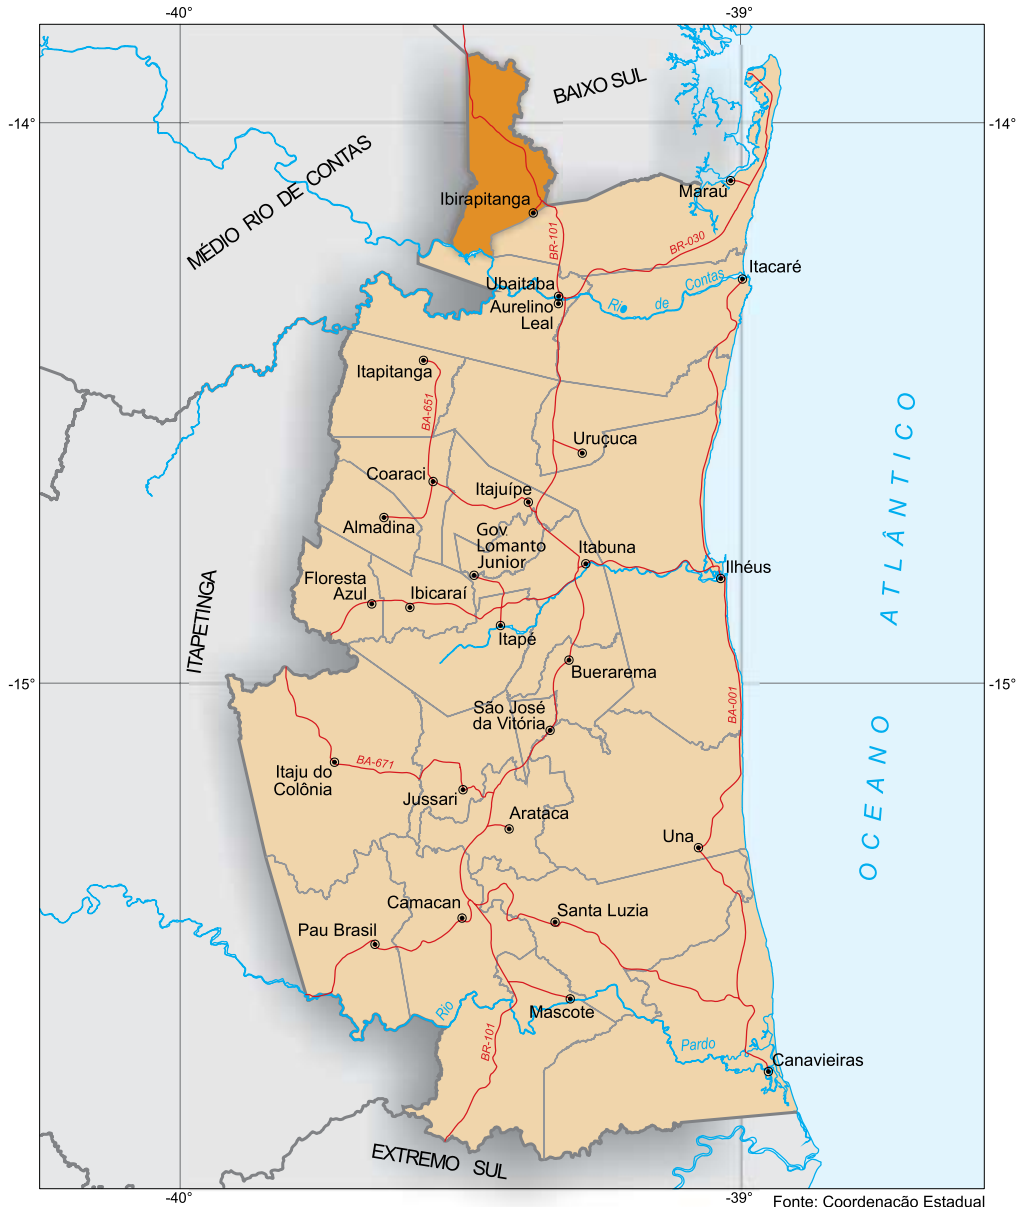 -40°
-39°
BAIXO SUL
-14°
-14°
MÉDIO RIO DE CONTAS
Maraú
Ibirapitanga
BR-101
BR-030
Itacaré
Ubaitaba
Contas
Rio
de
Aurelino
Leal
Itapitanga
BA-651
Uruçuca
Coaraci
Itajuípe
Almadina
Gov.
Lomanto
Junior
Itabuna
Ilhéus
Floresta
Azul
Ibicaraí
Itapé
ITAPETINGA
Buerarema
-15°
-15°
São José
da Vitória
BA-001
OCEANO ATLÂNTICO
Itaju do
Colônia
BA-671
Jussari
Arataca
Una
Camacan
Santa Luzia
Pau Brasil
Rio
Mascote
BR-101
Pardo
Canavieiras
EXTREMO SUL
-40°
-39°
Fonte: Coordenacão Estadual